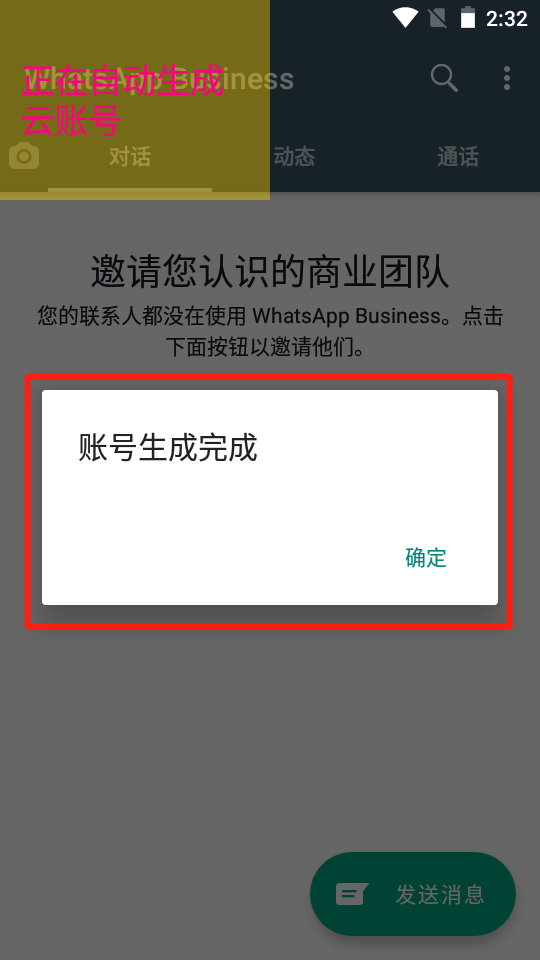 2:32
WhatsApp Business
正在自动生成
云账号
对话
动态
通话
邀请您认识的商业团队
您的联系人都没在使用 WhatsApp Business。点击
下面按钮以邀请他们。
账号生成完成
确定
发送消息